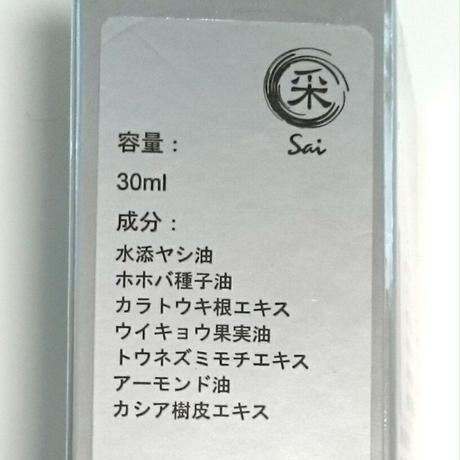 采
Sai
容量：
30ml
成分：
水添ヤシ油
ホホバ種子油
カラトウキ根エキス
ウイキョウ果実油
トウネズミモチエキス
アーモンド油
カシア樹皮エキス